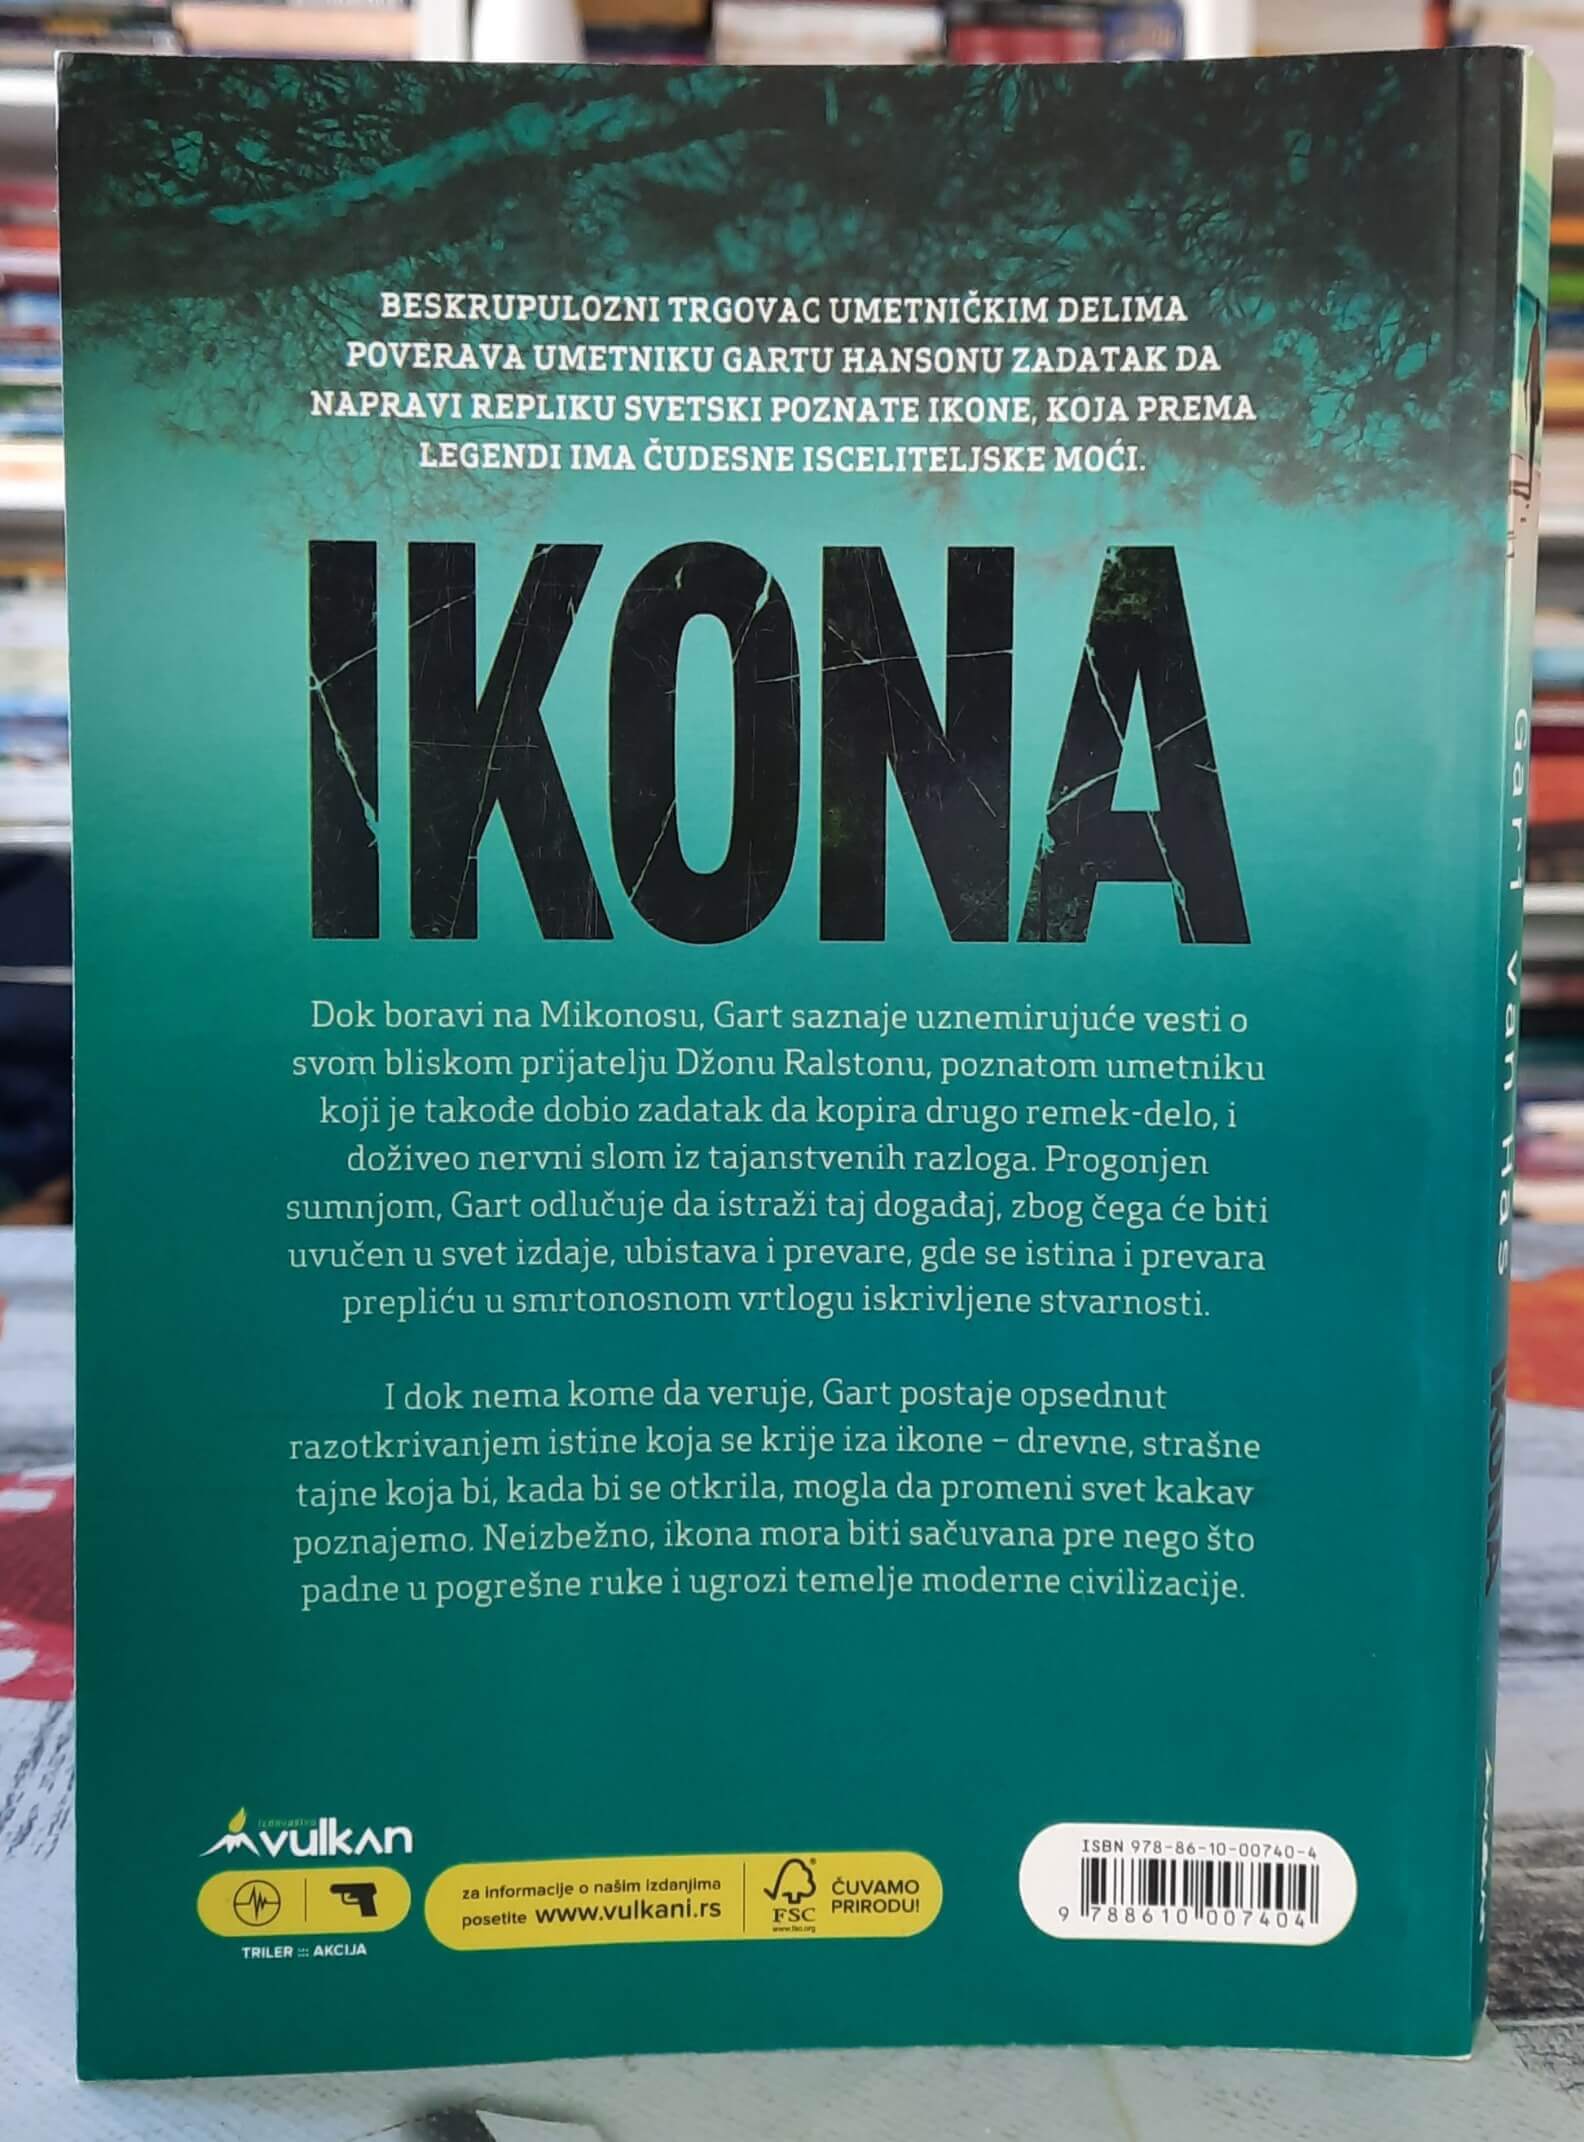 BESKRUPULOZNI TRGOVAC UMETNIČKIM DELIMA
POVERAVA UMETNIKU GARTU HANSONU ZADATAK DA
NAPRAVI REPLIKU SVETSKI POZNATE IKONE, KOJA PREMA
LEGENDI IMA ČUDESNE ISCELITELJSKE MOĆI.
IKONA
Dok boravi na Mikonosu, Gart saznaje uznemirujuće vesti o
svom bliskom prijatelju Džonu Ralstonu, poznatom umetniku
koji je takođe dobio zadatak da kopira drugo remek-delo, i
doživeo nervni slom iz tajanstvenih razloga. Progonjen
sumnjom, Gart odlučuje da istraži taj događaj, zbog čega će biti
uvučen u svet izdaje, ubistava i prevare, gde se istina i prevara
prepliću u smrtonosnom vrtlogu iskrivljene stvarnosti.
I dok nema kome da veruje, Gart postaje opsednut
razotkrivanjem istine koja se krije iza ikone – drevne, strašne
tajne koja bi, kada bi se otkrila, mogla da promeni svet kakav
poznajemo. Neizbežno, ikona mora biti sačuvana pre nego što
padne u pogrešne ruke i ugrozi temelje moderne civilizacije.
izdavaštvo
vulkan
TRILER ::: AKCIJA
za informacije o našim izdanjima
posetite www.vulkani.rs
FSC
www.fsc.org
ČUVAMO
PRIRODU!
ISBN 978-86-10-00740-4
9 788610 007404
Gart van Has
IKONA